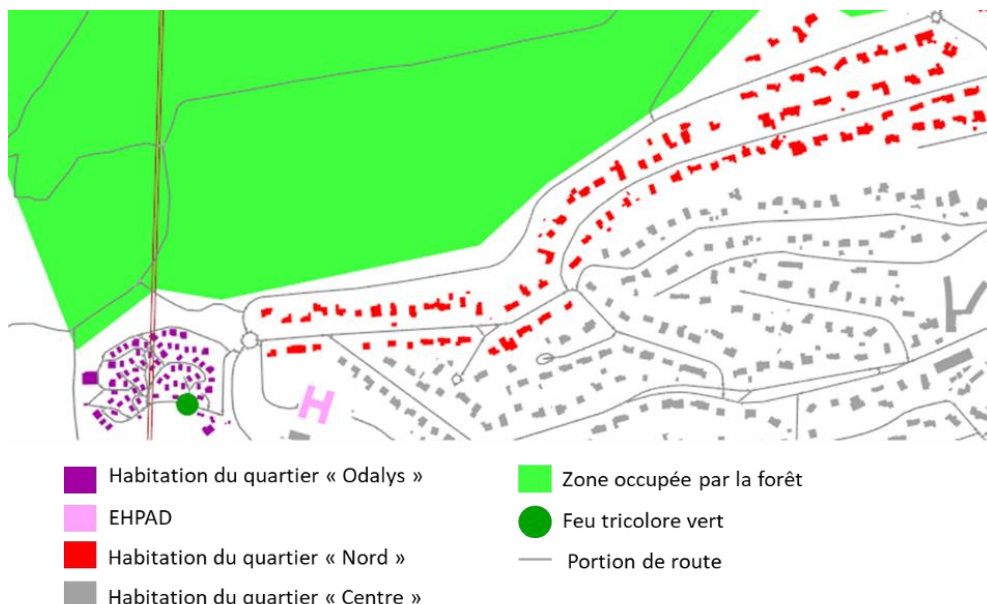 Habitation du quartier « Odalys »
EHPAD
Habitation du quartier « Nord »
Habitation du quartier « Centre »
Zone occupée par la forêt
Feu tricolore vert
Portion de route